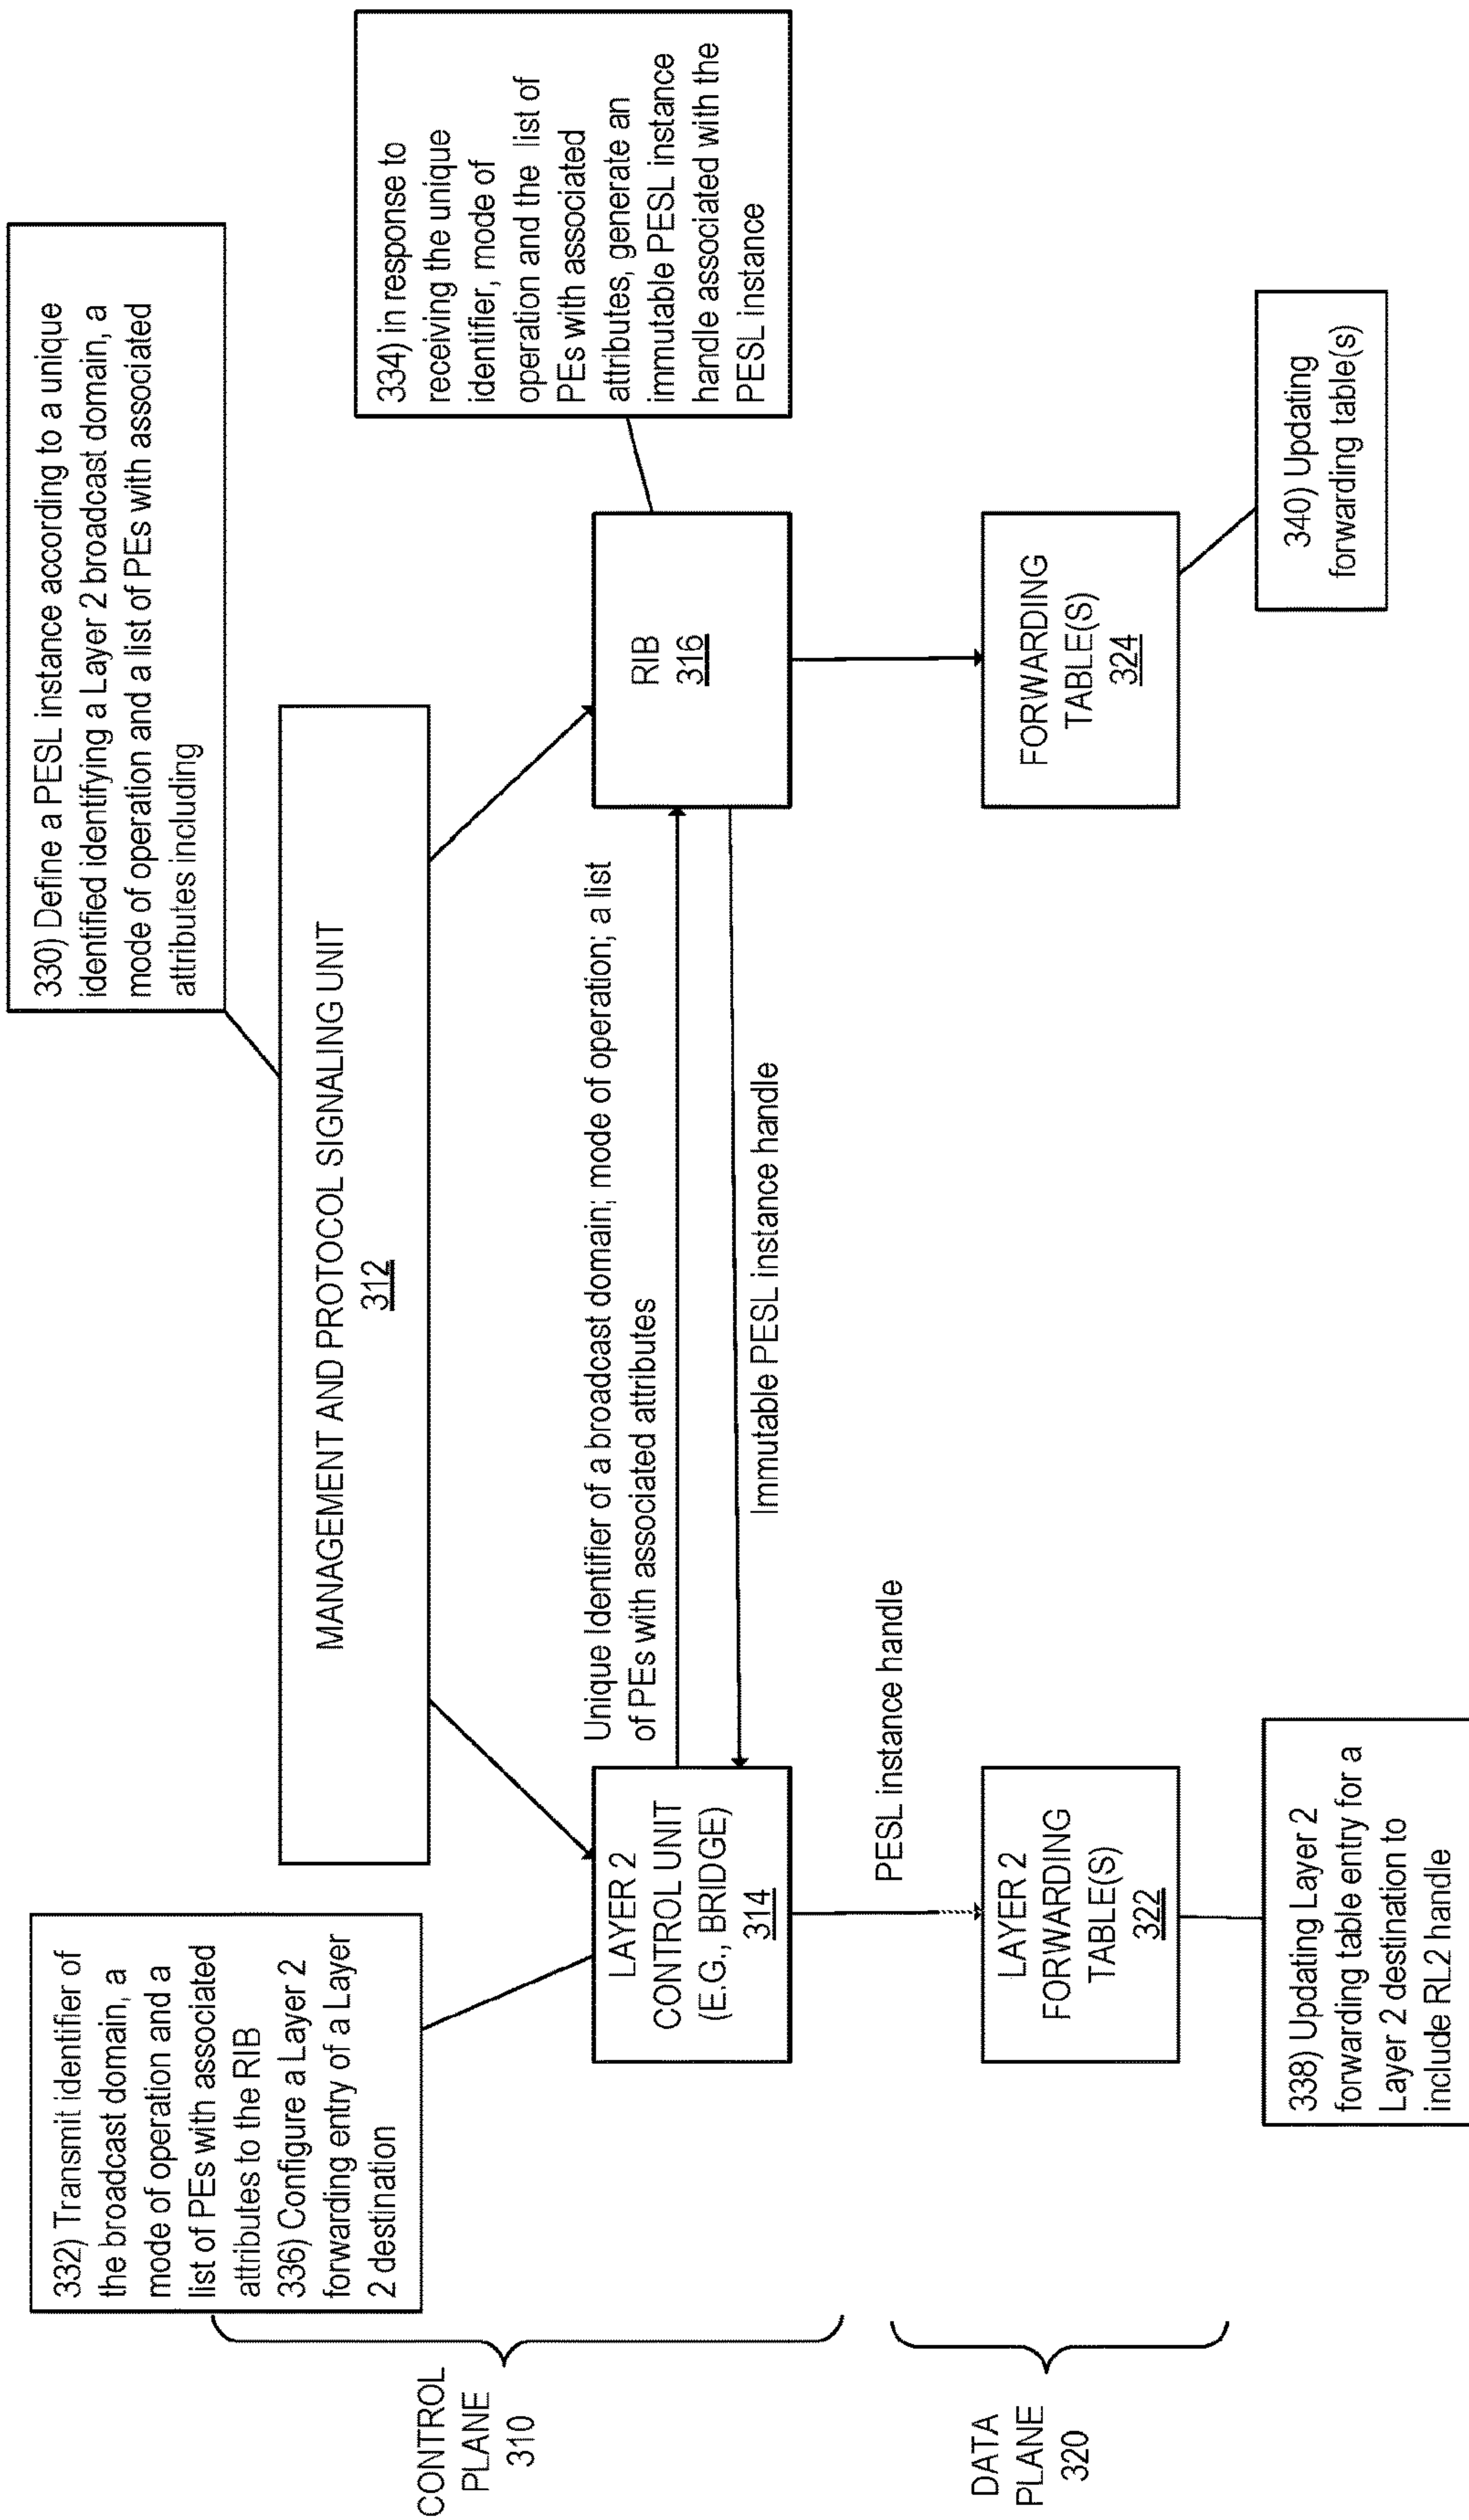 330) Define a PESL instance according to a unique
identified identifying a Layer 2 broadcast domain, a
mode of operation and a list of PEs with associated
attributes including
332) Transmit identifier of
the broadcast domain, a
mode of operation and a
list of PEs with associated
attributes to the RIB
336) Configure a Layer 2
forwarding entry of a Layer
2 destination
MANAGEMENT AND PROTOCOL SIGNALING UNIT
312
334) in response to
receiving the unique
identifier, mode of
operation and the list of
PEs with associated
attributes, generate an
immutable PESL instance
handle associated with the
PESL instance
CONTROL
PLANE
310
LAYER 2
CONTROL UNIT
(E.G., BRIDGE)
314
Unique Identifier of a broadcast domain; mode of operation; a list
of PEs with associated attributes
Immutable PESL instance handle
RIB
316
PESL instance handle
DATA
PLANE
320
LAYER 2
FORWARDING
TABLE(S)
322
FORWARDING
TABLE(S)
324
338) Updating Layer 2
forwarding table entry for a
Layer 2 destination to
include RL2 handle
340) Updating
forwarding table(s)